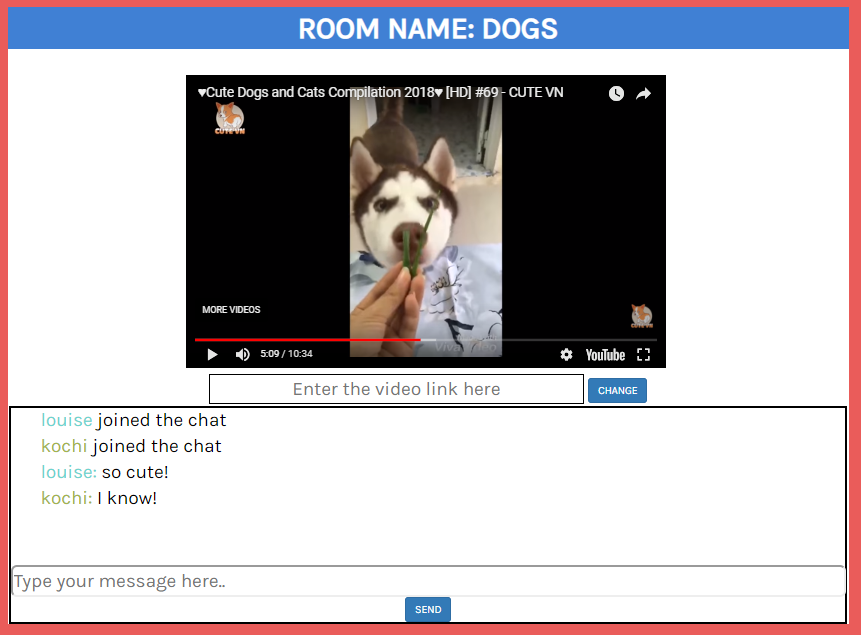 ROOM NAME: DOGS
♥Cute Dogs and Cats Compilation 2018♥ [HD] #69 - CUTE VN
CUTE VN
MORE VIDEOS
CUTE VN
5:09 / 10:34
YouTube
Enter the video link here
CHANGE
louise joined the chat
kochi joined the chat
louise: so cute!
kochi: I know!
Type your message here..
SEND